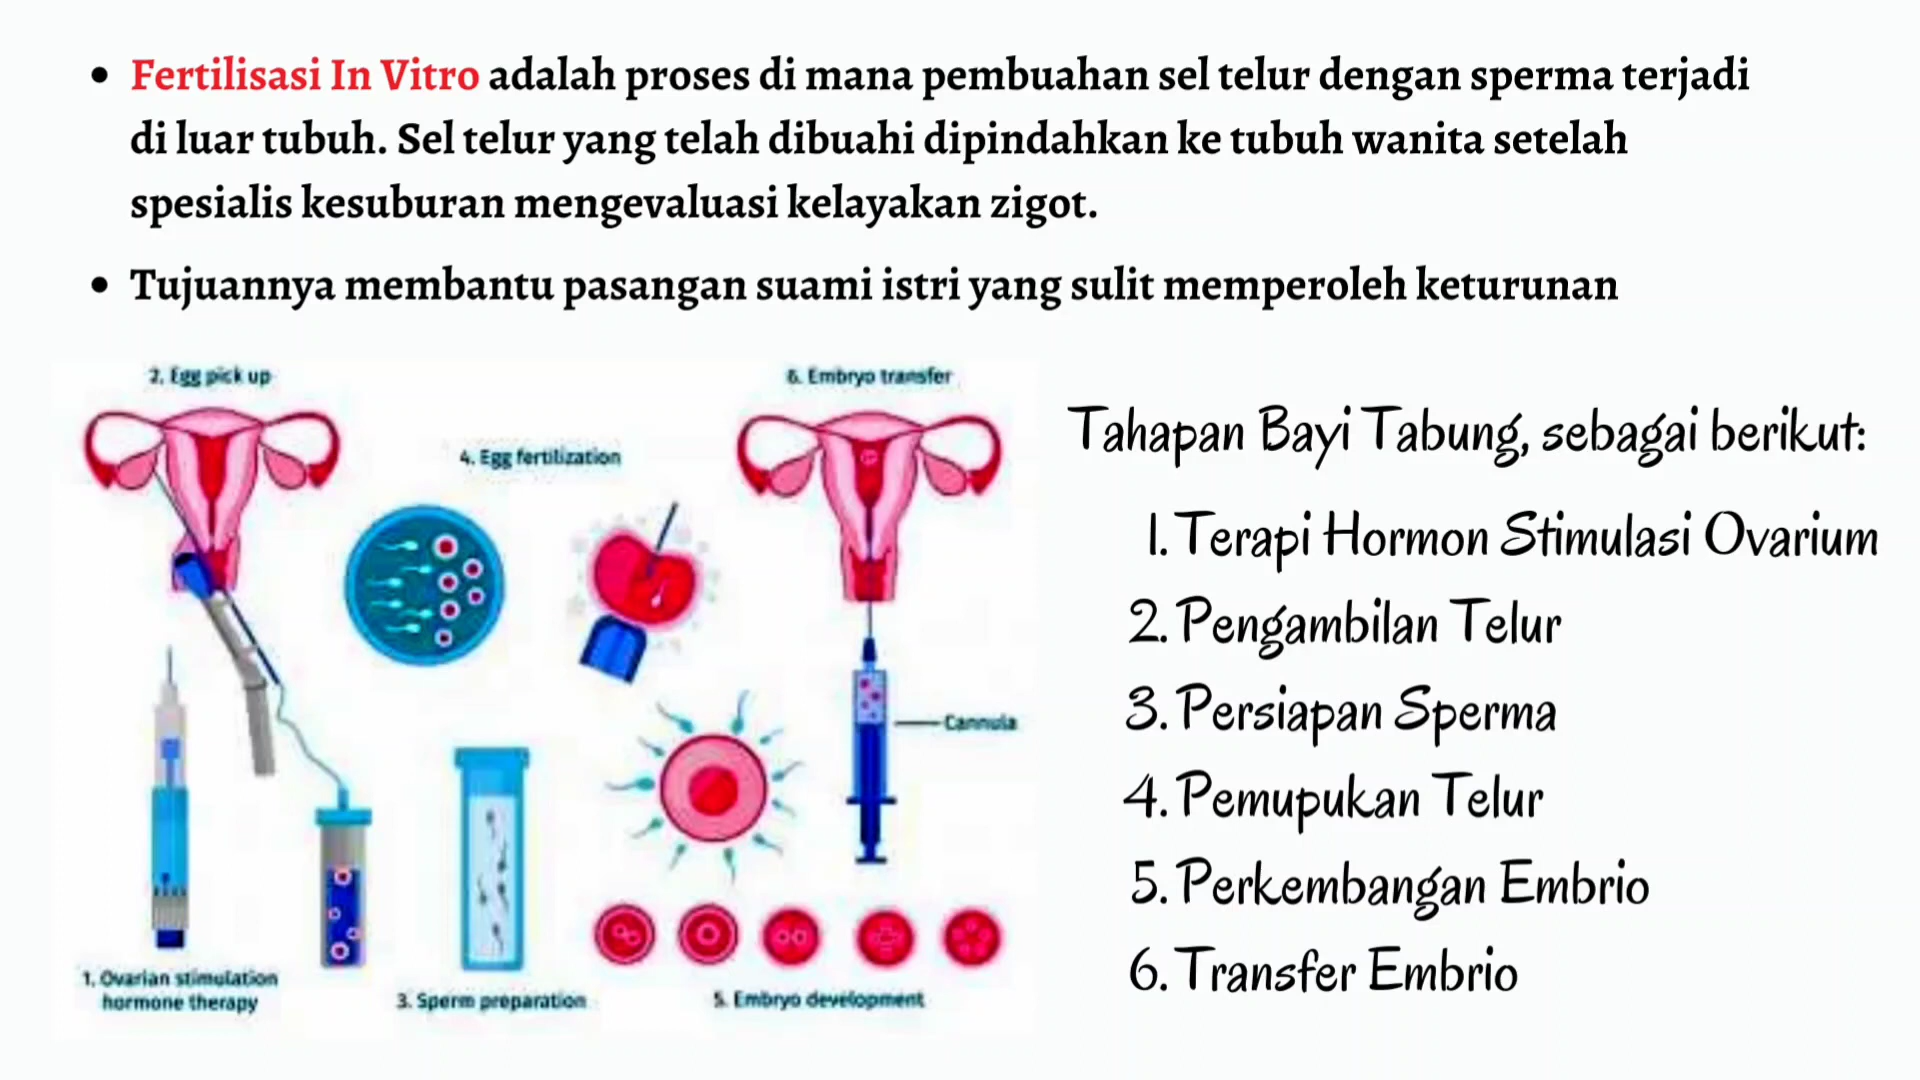 Fertilisasi In Vitro adalah proses di mana pembuahan sel telur dengan sperma terjadi
di luar tubuh. Sel telur yang telah dibuahi dipindahkan ke tubuh wanita setelah
spesialis kesuburan mengevaluasi kelayakan zigot.
Tujuannya membantu pasangan suami istri yang sulit memperoleh keturunan
2. Egg pick up
6. Embryo transfer
4. Egg fertilization
Cannula
1. Ovarian stimulation
hormone therapy
3. Sperm preparation
5. Embryo development
Tahapan Bayi Tabung, sebagai berikut:
1. Terapi Hormon Stimulasi Ovarium
2. Pengambilan Telur
3. Persiapan Sperma
4. Pemupukan Telur
5. Perkembangan Embrio
6. Transfer Embrio